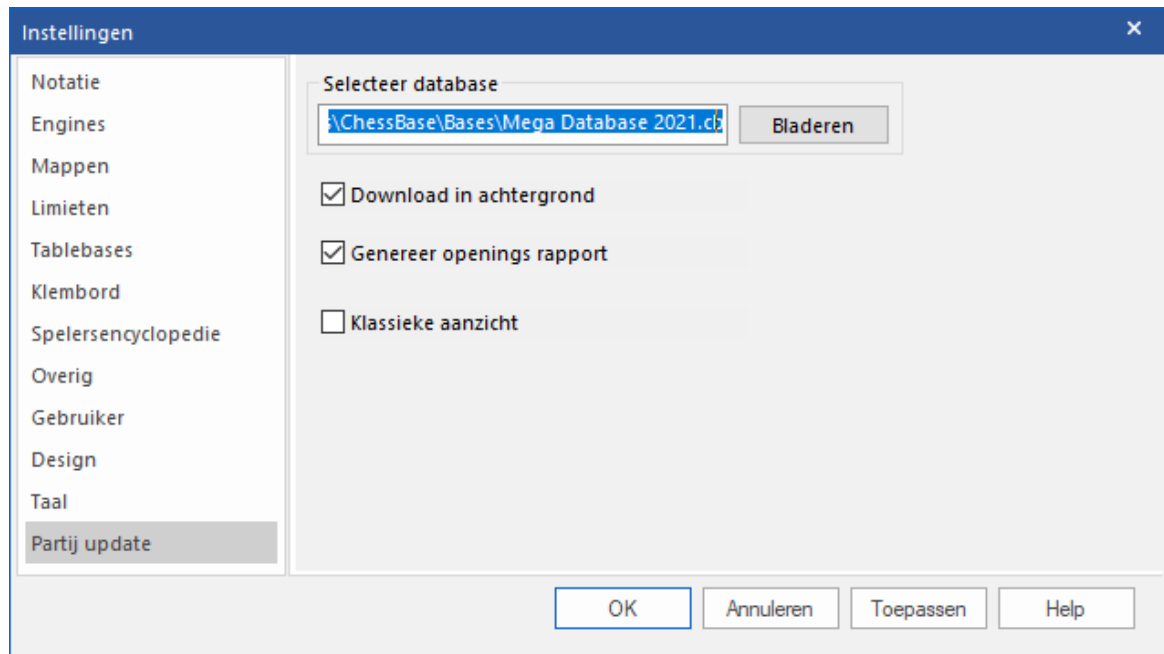 Instellingen
Notatie
Engines
Mappen
Limieten
Tablebases
Klembord
Spelersencyclopedie
Overig
Gebruiker
Design
Taal
Partij update
Selecteer database
\ChessBase\Bases\Mega Database 2021.cb
Bladeren
Download in achtergrond
Genereer openings rapport
Klassieke aanzicht
OK
Annuleren
Toepassen
Help